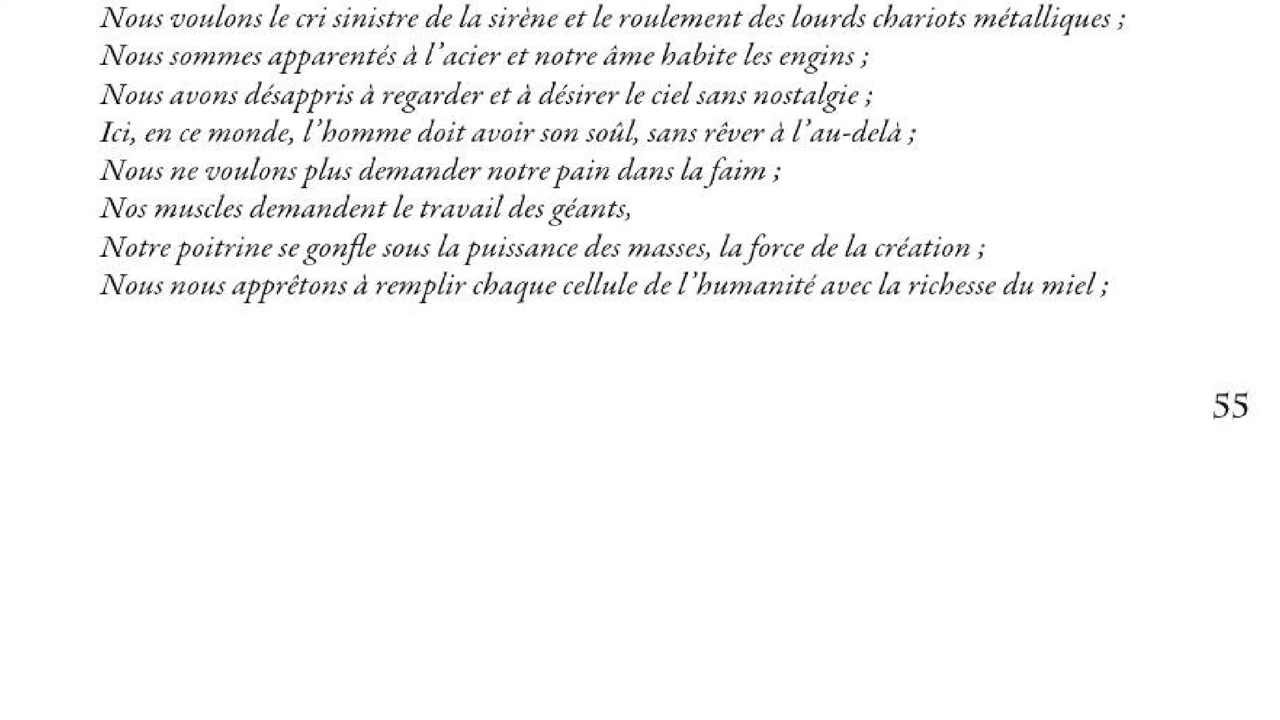 Nous voulons le cri sinistre de la sirène et le roulement des lourds chariots métalliques ;
Nous sommes apparentés à l’acier et notre âme habite les engins ;
Nous avons désappris à regarder et à désirer le ciel sans nostalgie ;
Ici, en ce monde, l’homme doit avoir son soûl, sans rêver à l’au-delà ;
Nous ne voulons plus demander notre pain dans la faim ;
Nos muscles demandent le travail des géants,
Notre poitrine se gonfle sous la puissance des masses, la force de la création ;
Nous nous apprêtons à remplir chaque cellule de l’humanité avec la richesse du miel ;
55